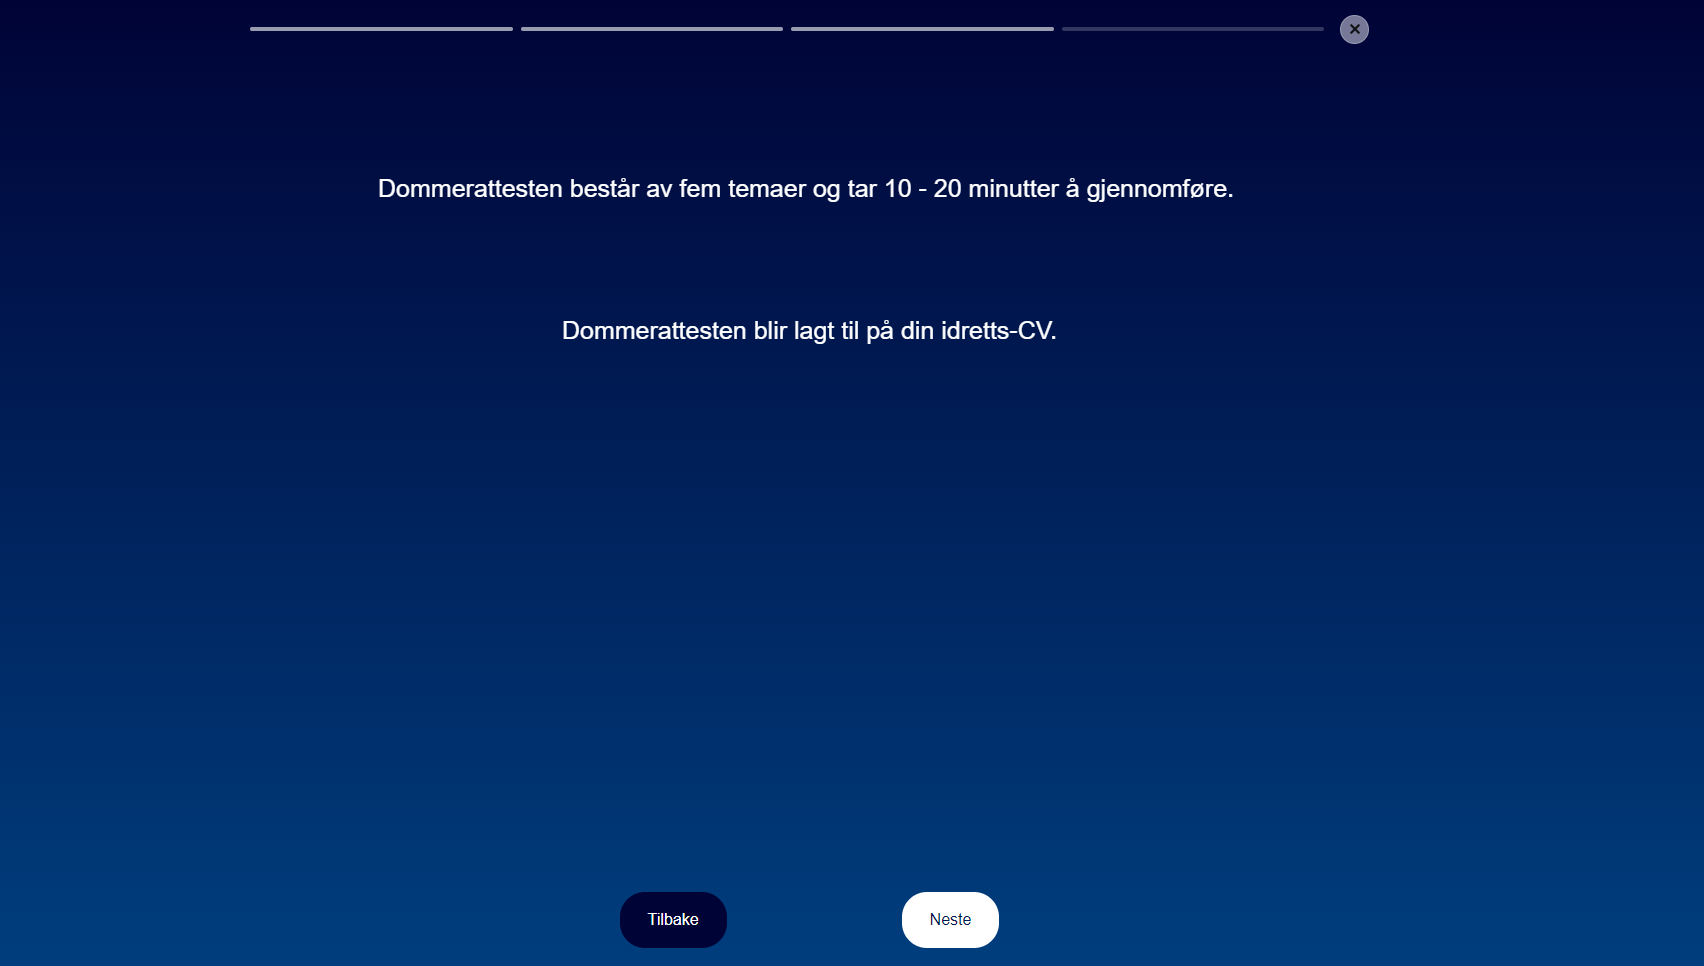 Dommerattesten består av fem temaer og tar 10 - 20 minutter å gjennomføre.
Dommerattesten blir lagt til på din idretts-CV.
Tilbake
Neste